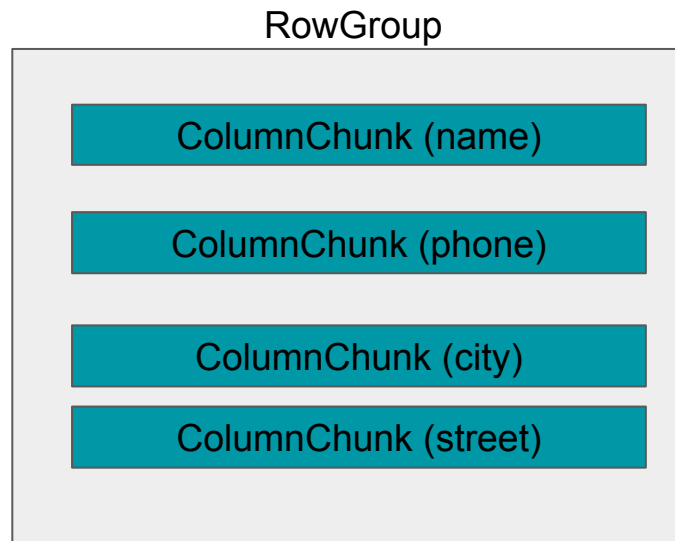 RowGroup
ColumnChunk (name)
ColumnChunk (phone)
ColumnChunk (city)
ColumnChunk (street)